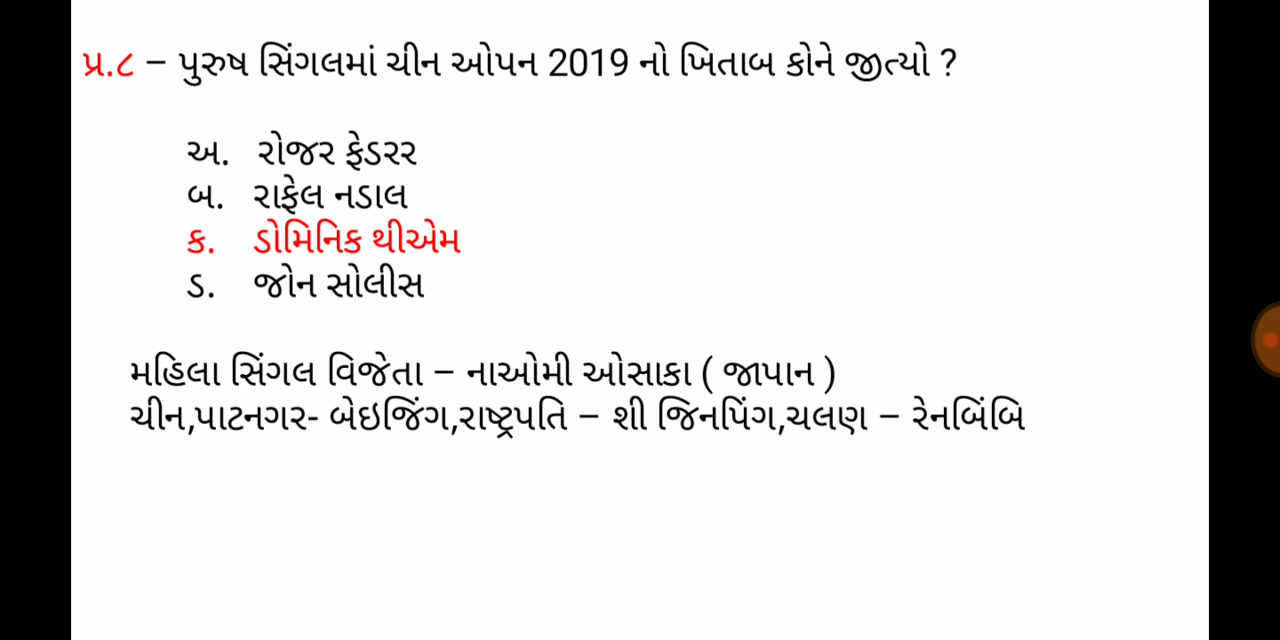 પ્ર.૮ – પુરુષ સિંગલમાં ચીન ઓપન 2019 નો ખિતાબ કોને જીત્યો ?
અ. રોજર ફેડરર
બ. રાફેલ નડાલ
ક. ડોમિનિક થીએમ
ડ. જોન સોલીસ
મહિલા સિંગલ વિજેતા – નાઓમી ઓસાકા ( જાપાન )
ચીન,પાટનગર- બેઇજિંગ,રાષ્ટ્રપતિ – શી જિનપિંગ,ચલણ – રેનબિંબિ